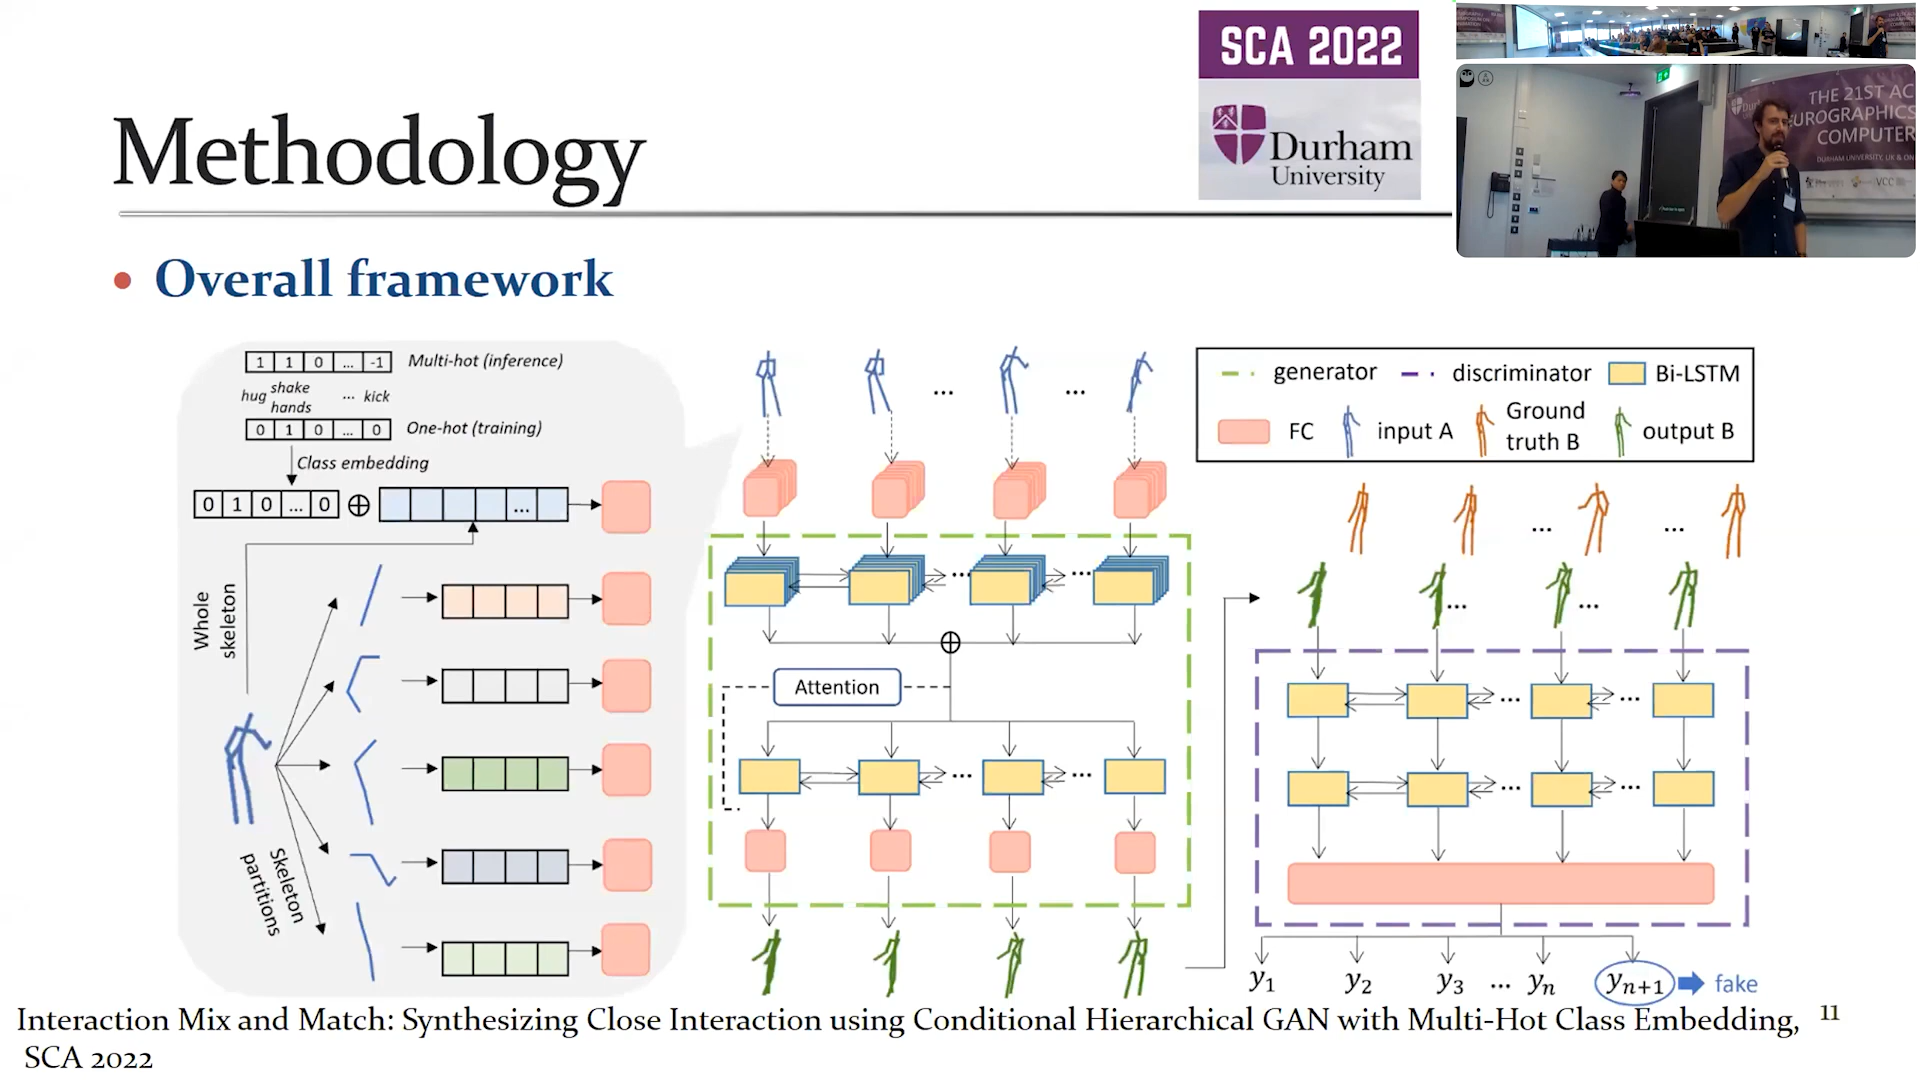 SCA 2022
Durham
University
THE 21ST AC
EUROGRAPHICS
COMPUTER
DURHAM UNIVERSITY, UK & ON
VCC
Methodology
• Overall framework
1 1 0 ... -1 Multi-hot (inference)
hug shake hands ... kick
0 1 0 ... 0 One-hot (training)
Class embedding
0 1 0 ... 0 ⊕ ...
Whole
skeleton
Skeleton
partitions
... ...
... ...
⊕
Attention
... ...
generator discriminator Bi-LSTM
FC input A Ground truth B output B
... ...
... ...
... ...
... ...
y1 y2 y3 ... yn yn+1 fake
Interaction Mix and Match: Synthesizing Close Interaction using Conditional Hierarchical GAN with Multi-Hot Class Embedding,
SCA 2022
11